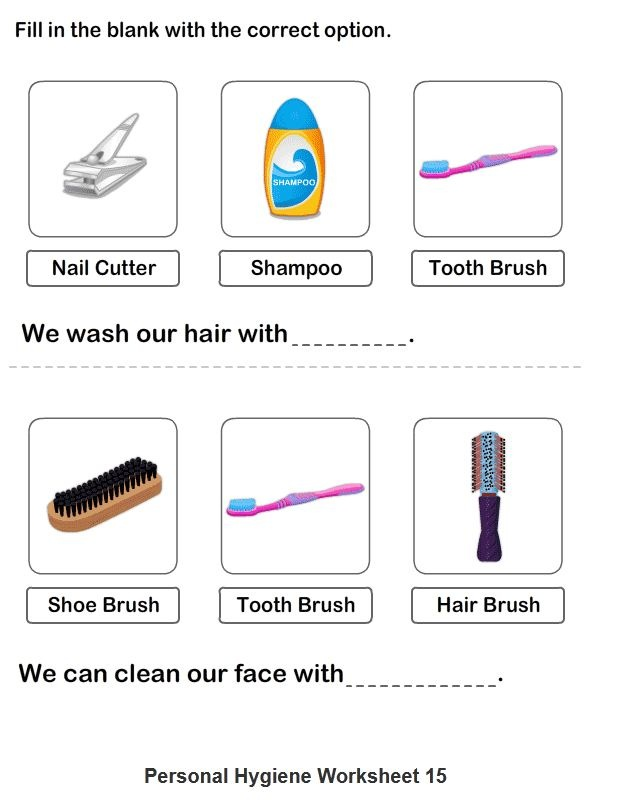 Fill in the blank with the correct option.
SHAMPOO
Nail Cutter
Shampoo
Tooth Brush
We wash our hair with__________.
Shoe Brush
Tooth Brush
Hair Brush
We can clean our face with____________.
Personal Hygiene Worksheet 15